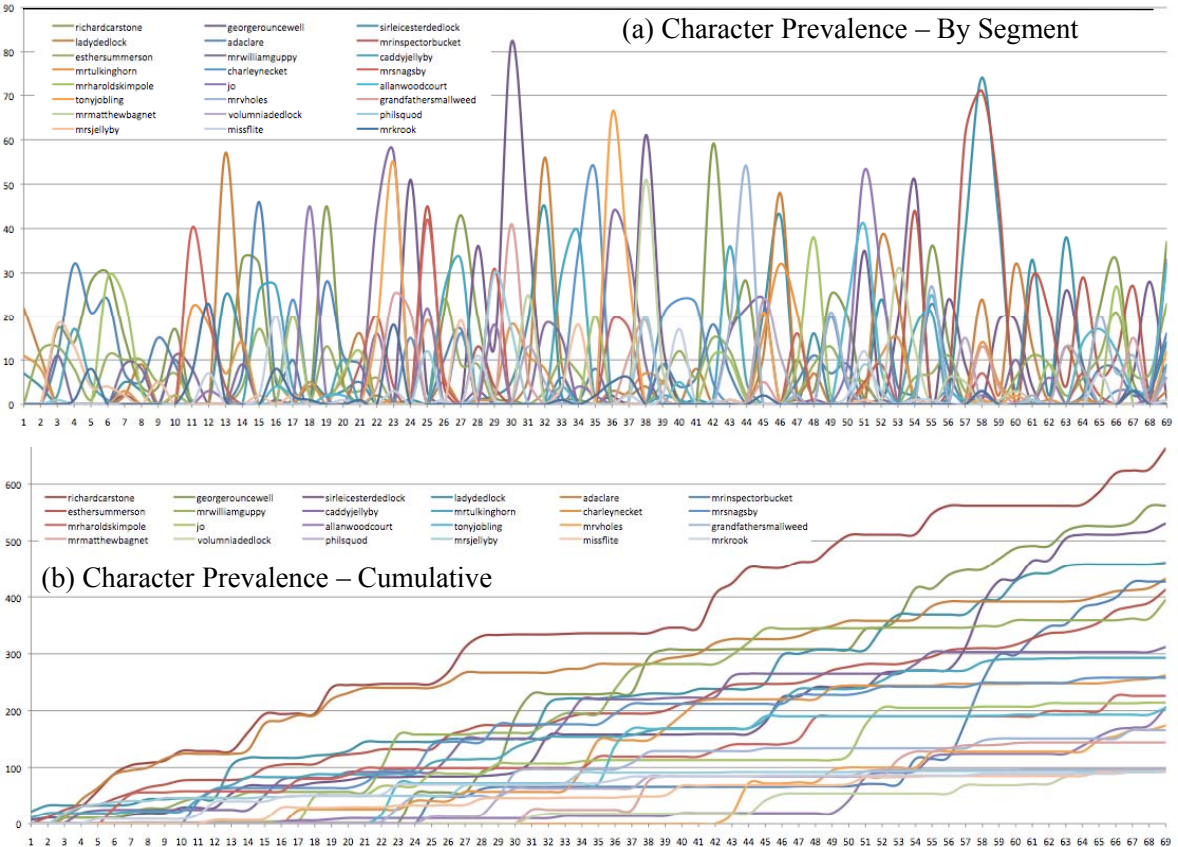 (a) Character Prevalence – By Segment
90
80
70
60
50
40
30
20
10
0
richardcarstone georgerouncewell sirleicesterdedlock
ladydedlock adaclare mrinspectorbucket
esthersummerson mrwilliamguppy caddyjellyby
mrtulkinghorn charleynecket mrsnagsby
mrharoldskimpole jo allanwoodcourt
tonyjobling mrvholes grandfathersmallweed
mrmatthewbagnet volumniadedlock philsquod
mrsjellyby missflite mrkrook
1 2 3 4 5 6 7 8 9 10 11 12 13 14 15 16 17 18 19 20 21 22 23 24 25 26 27 28 29 30 31 32 33 34 35 36 37 38 39 40 41 42 43 44 45 46 47 48 49 50 51 52 53 54 55 56 57 58 59 60 61 62 63 64 65 66 67 68 69
600
500
400
300
200
100
0
richardcarstone georgerouncewell sirleicesterdedlock ladydedlock adaclare mrinspectorbucket
esthersummerson mrwilliamguppy caddyjellyby mrtulkinghorn charleynecket mrsnagsby
mrharoldskimpole jo allanwoodcourt tonyjobling mrvholes grandfathersmallweed
mrmatthewbagnet volumniadedlock philsquod mrsjellyby missflite mrkrook
(b) Character Prevalence – Cumulative
1 2 3 4 5 6 7 8 9 10 11 12 13 14 15 16 17 18 19 20 21 22 23 24 25 26 27 28 29 30 31 32 33 34 35 36 37 38 39 40 41 42 43 44 45 46 47 48 49 50 51 52 53 54 55 56 57 58 59 60 61 62 63 64 65 66 67 68 69